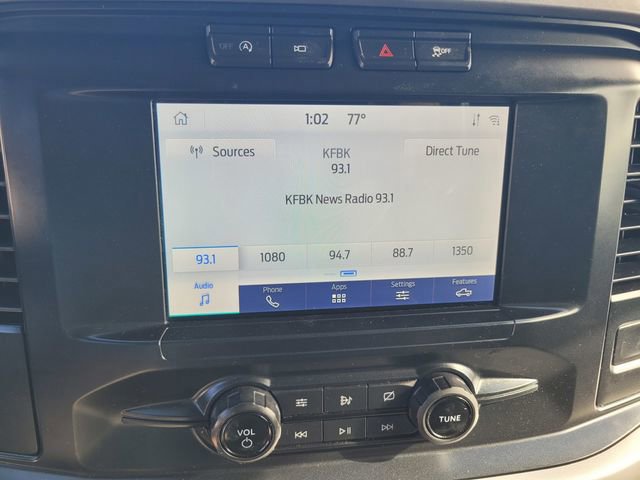 OFF A
OFF
1:02 77°
Sources
KFBK
93.1
Direct Tune
KFBK News Radio 93.1
93.1 1080 94.7 88.7 1350
Audio Phone Apps Settings Features
VOL
TUNE